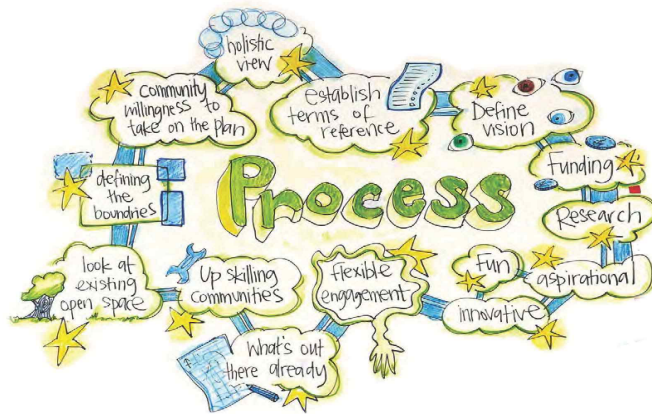 holistic
view
community
willingness to
take on the plan
establish
terms of
reference
Define
vision
Funding
Research
defining
the
boundries
Process
look at
existing
open space
Up skilling
communities
flexible
engagement
Fun
aspirational
innovative
What's out
there already